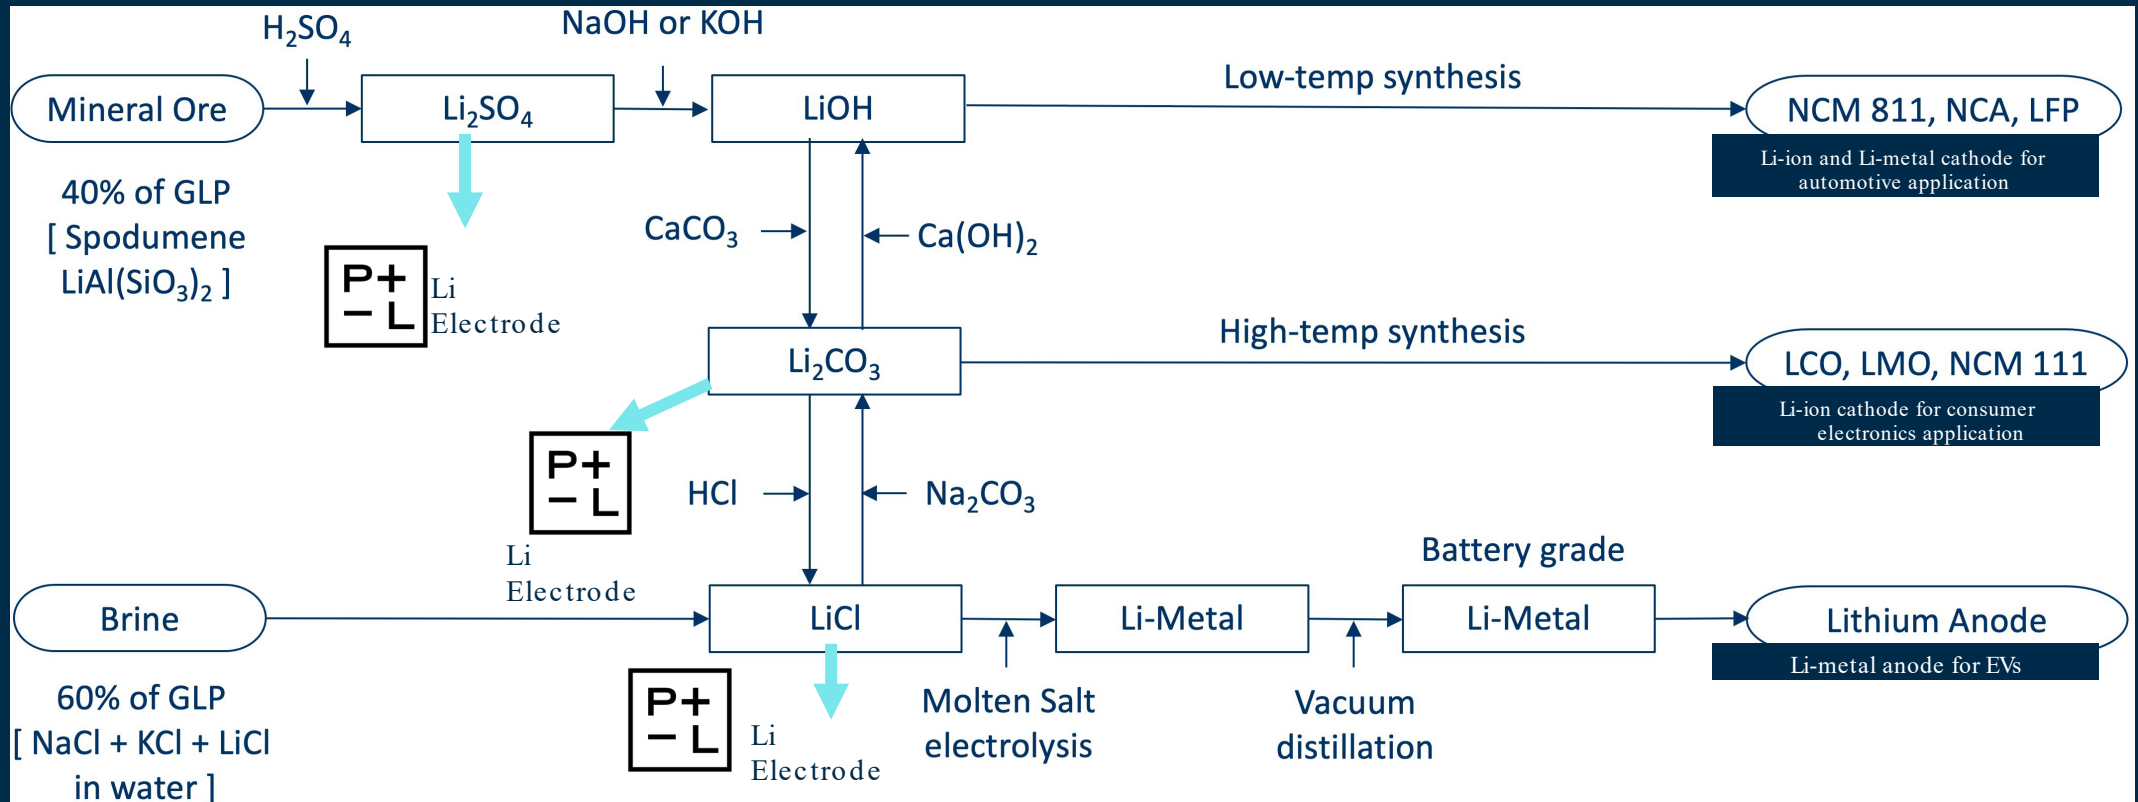 H₂SO₄
NaOH or KOH
Low-temp synthesis
Mineral Ore
Li₂SO₄
LiOH
NCM 811, NCA, LFP
Li-ion and Li-metal cathode for
automotive application
40% of GLP
[ Spodumene
LiAl(SiO₃)₂ ]
CaCO₃
Ca(OH)₂
P+
−L
Li
Electrode
High-temp synthesis
Li₂CO₃
LCO, LMO, NCM 111
Li-ion cathode for consumer
electronics application
P+
−L
Li
Electrode
HCl
Na₂CO₃
Battery grade
Brine
LiCl
Li-Metal
Li-Metal
Lithium Anode
Li-metal anode for EVs
60% of GLP
[ NaCl + KCl + LiCl
in water ]
P+
−L
Li
Electrode
Molten Salt
electrolysis
Vacuum
distillation